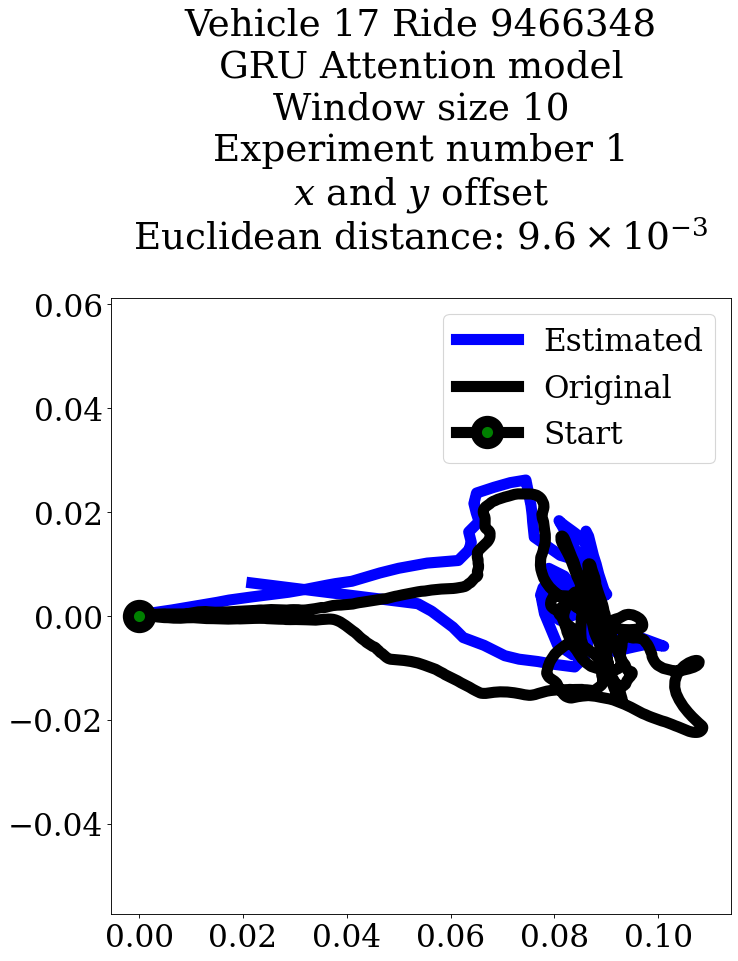 Vehicle 17 Ride 9466348
GRU Attention model
Window size 10
Experiment number 1
x and y offset
Euclidean distance: 9.6 × 10⁻³
Estimated
Original
Start
0.06
0.04
0.02
0.00
−0.02
−0.04
0.00 0.02 0.04 0.06 0.08 0.10